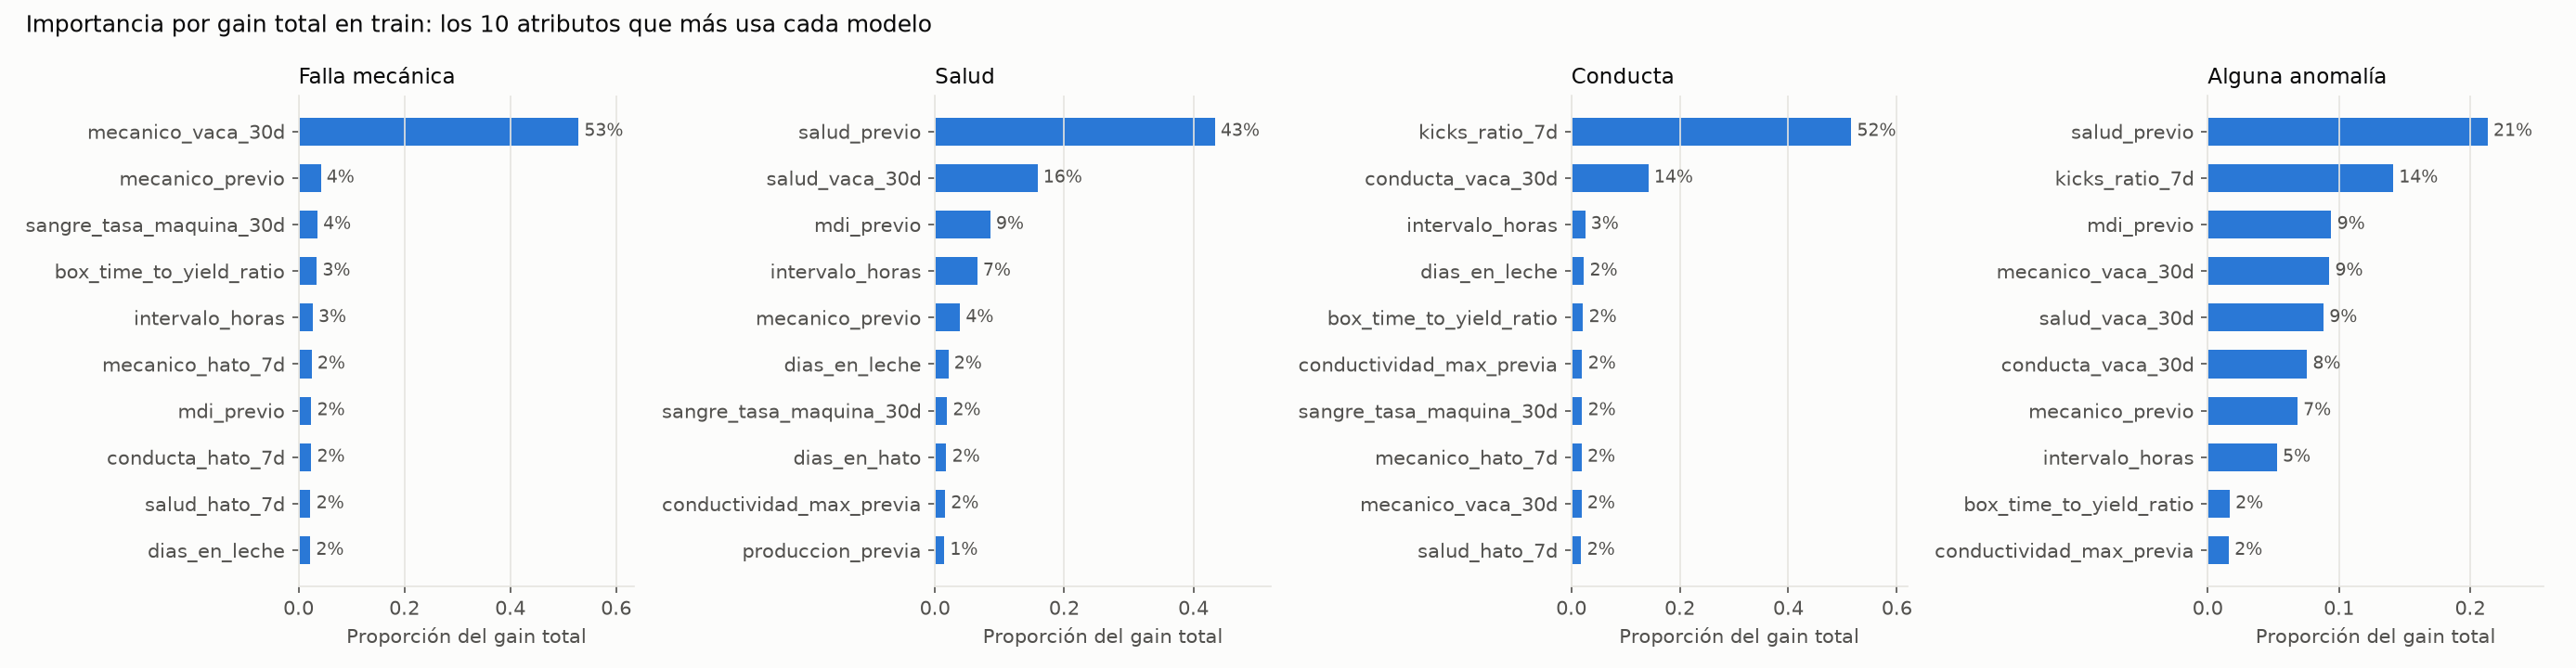 Importancia por gain total en train: los 10 atributos que más usa cada modelo
Falla mecánica
mecanico_vaca_30d 53%
mecanico_previo 4%
sangre_tasa_maquina_30d 4%
box_time_to_yield_ratio 3%
intervalo_horas 3%
mecanico_hato_7d 2%
mdi_previo 2%
conducta_hato_7d 2%
salud_hato_7d 2%
dias_en_leche 2%
0.0 0.2 0.4 0.6
Proporción del gain total
Salud
salud_previo 43%
salud_vaca_30d 16%
mdi_previo 9%
intervalo_horas 7%
mecanico_previo 4%
dias_en_leche 2%
sangre_tasa_maquina_30d 2%
dias_en_hato 2%
conductividad_max_previa 2%
produccion_previa 1%
0.0 0.2 0.4
Proporción del gain total
Conducta
kicks_ratio_7d 52%
conducta_vaca_30d 14%
intervalo_horas 3%
dias_en_leche 2%
box_time_to_yield_ratio 2%
conductividad_max_previa 2%
sangre_tasa_maquina_30d 2%
mecanico_hato_7d 2%
mecanico_vaca_30d 2%
salud_hato_7d 2%
0.0 0.2 0.4 0.6
Proporción del gain total
Alguna anomalía
salud_previo 21%
kicks_ratio_7d 14%
mdi_previo 9%
mecanico_vaca_30d 9%
salud_vaca_30d 9%
conducta_vaca_30d 8%
mecanico_previo 7%
intervalo_horas 5%
box_time_to_yield_ratio 2%
conductividad_max_previa 2%
0.0 0.1 0.2
Proporción del gain total